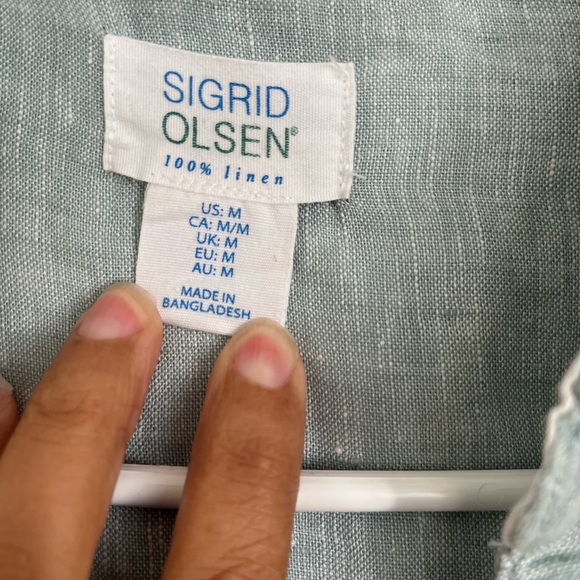 SIGRID
OLSEN®
100% linen
US: M
CA: M/M
UK: M
EU: M
AU: M
MADE IN
BANGLADESH